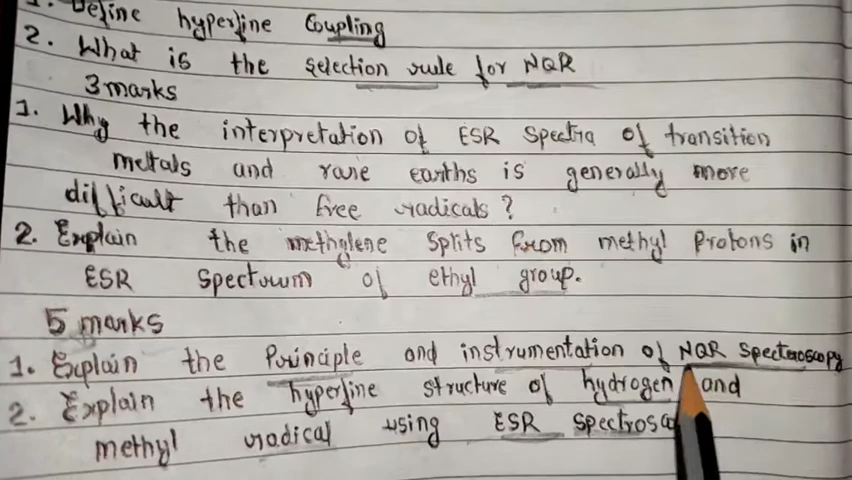 1. Define hyperfine Coupling
2. What is the selection rule for NQR
3 marks
1. Why the interpretation of ESR Spectra of transition
metals and rare earths is generally more
difficult than free radicals?
2. Explain the methylene splits from methyl protons in
ESR spectrum of ethyl group.
5 marks
1. Explain the Principle and instrumentation of NQR Spectroscopy
2. Explain the hyperfine structure of hydrogen and
methyl radical using ESR